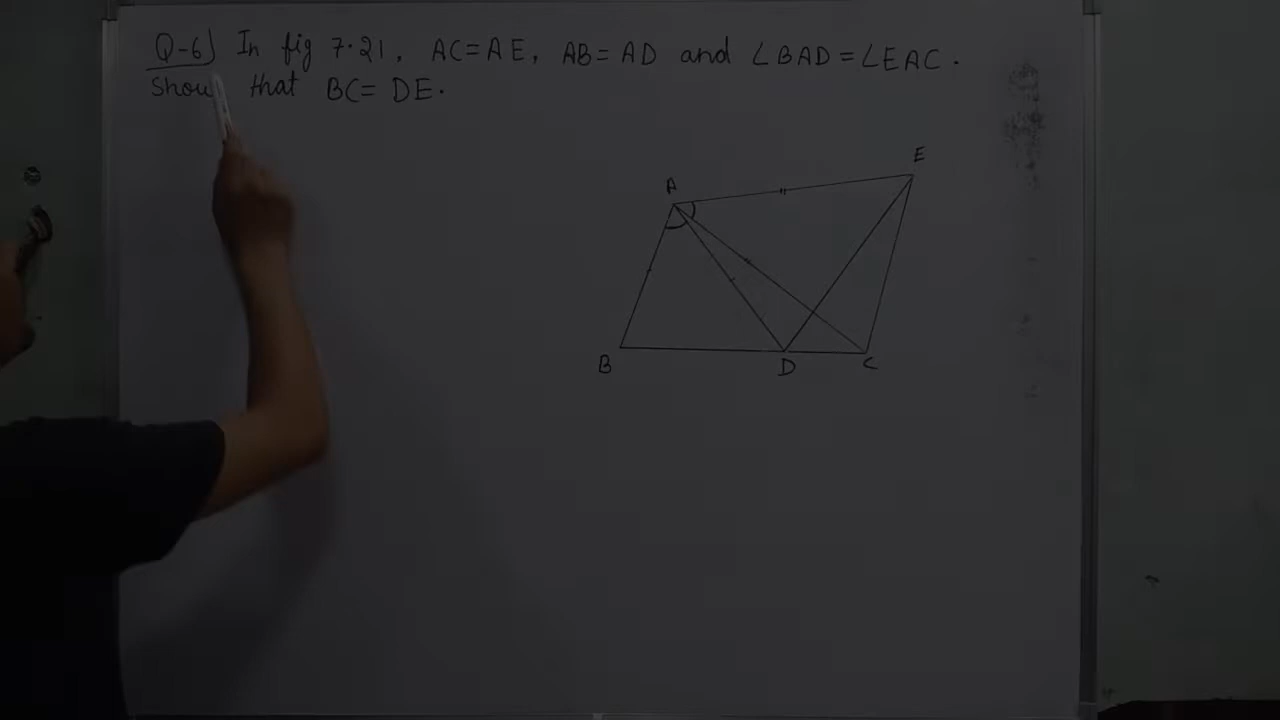 Q-6) In fig 7.21, AC=AE, AB=AD and ∠BAD=∠EAC.
Show that BC=DE.
E
A
B
D
C